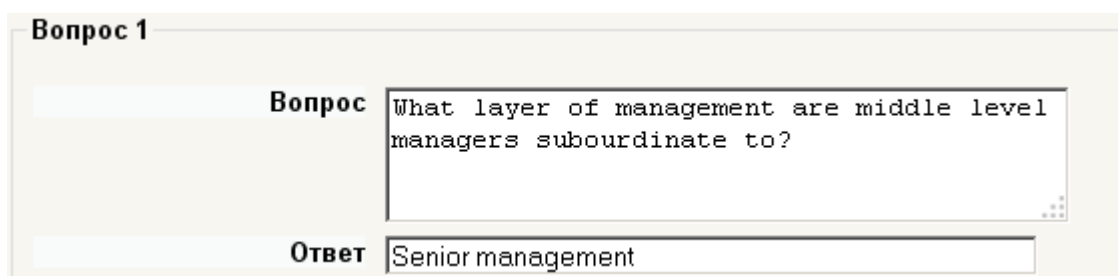 Вопрос 1
Вопрос What layer of management are middle level
managers subourdinate to?
Ответ Senior management